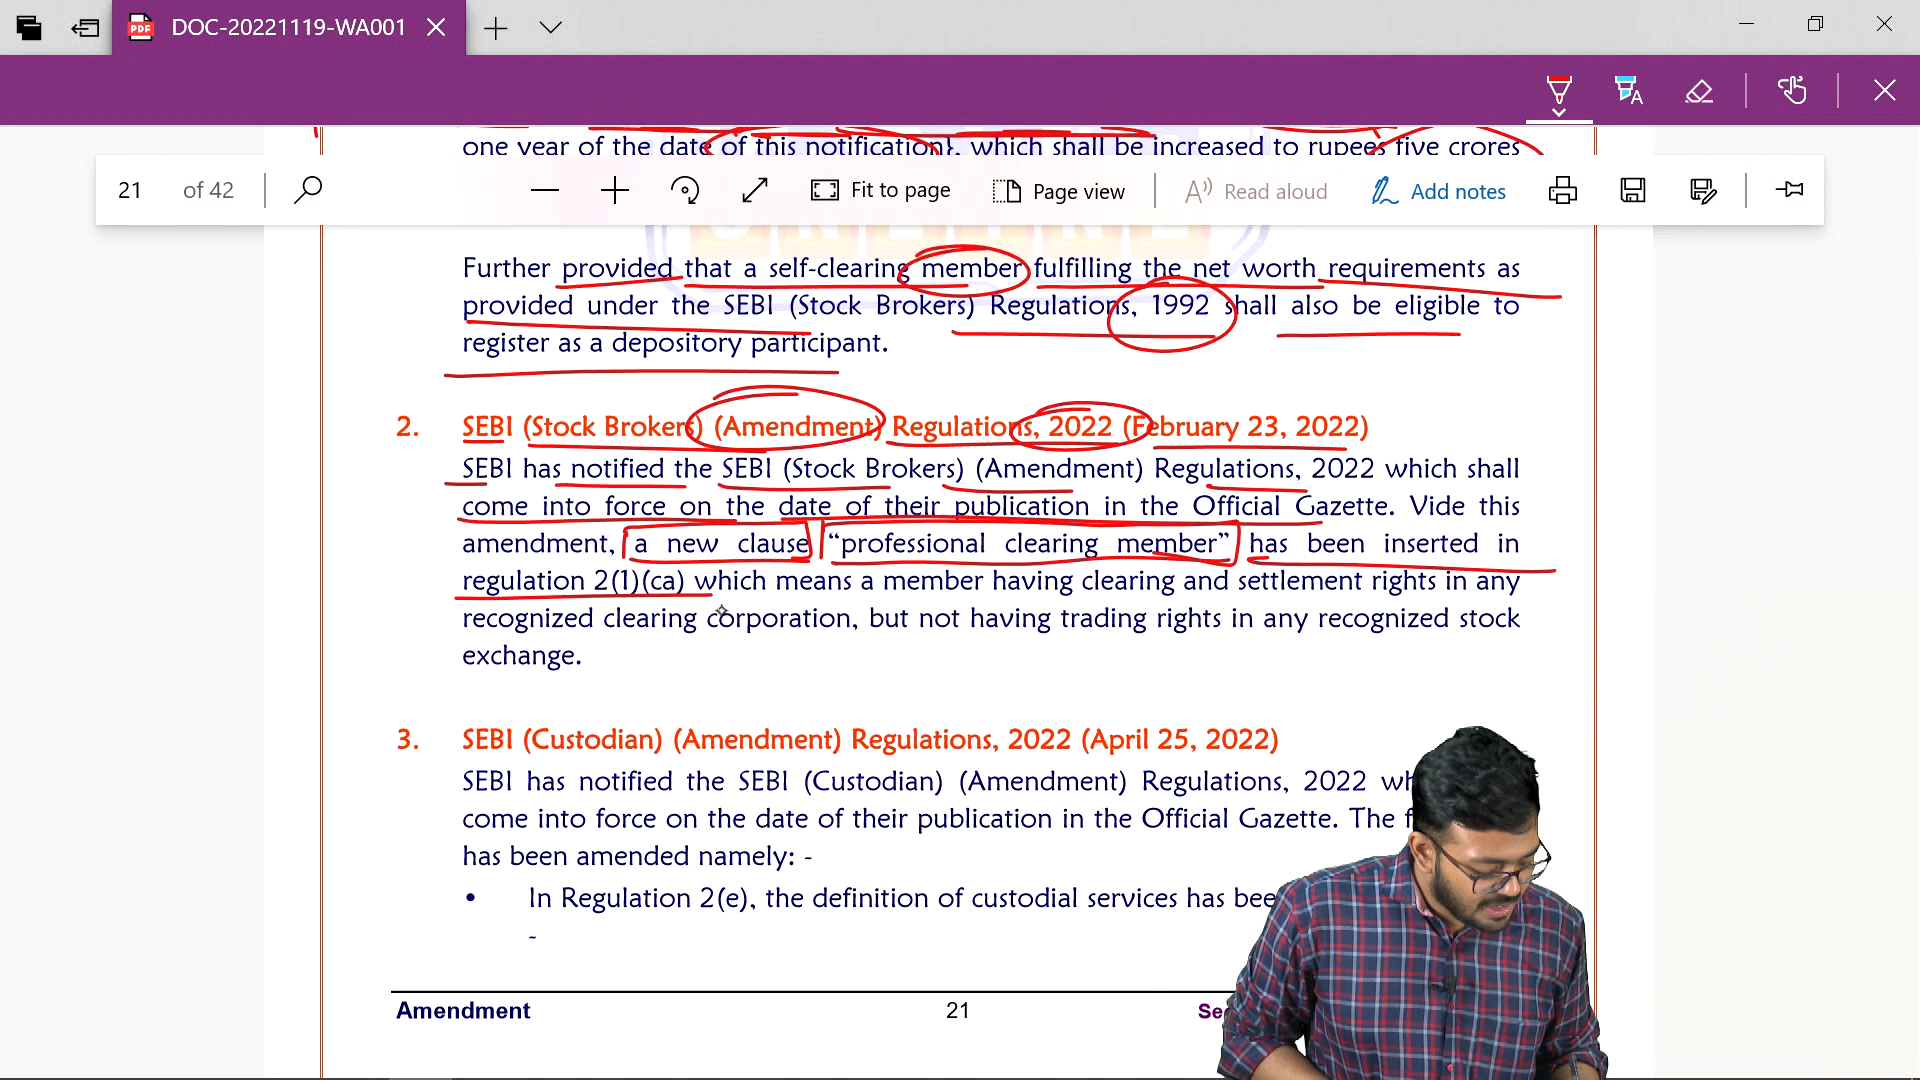 DOC-20221119-WA001
one year of the date of this notification}, which shall be increased to rupees five crores
21 of 42 Fit to page Page view Read aloud Add notes
Further provided that a self-clearing member fulfilling the net worth requirements as
provided under the SEBI (Stock Brokers) Regulations, 1992 shall also be eligible to
register as a depository participant.
2. SEBI (Stock Brokers) (Amendment) Regulations, 2022 (February 23, 2022)
SEBI has notified the SEBI (Stock Brokers) (Amendment) Regulations, 2022 which shall
come into force on the date of their publication in the Official Gazette. Vide this
amendment, a new clause “professional clearing member” has been inserted in
regulation 2(1)(ca) which means a member having clearing and settlement rights in any
recognized clearing corporation, but not having trading rights in any recognized stock
exchange.
3. SEBI (Custodian) (Amendment) Regulations, 2022 (April 25, 2022)
SEBI has notified the SEBI (Custodian) (Amendment) Regulations, 2022
come into force on the date of their publication in the Official Gazette. The
has been amended namely: -
• In Regulation 2(e), the definition of custodial services has
-
Amendment 21